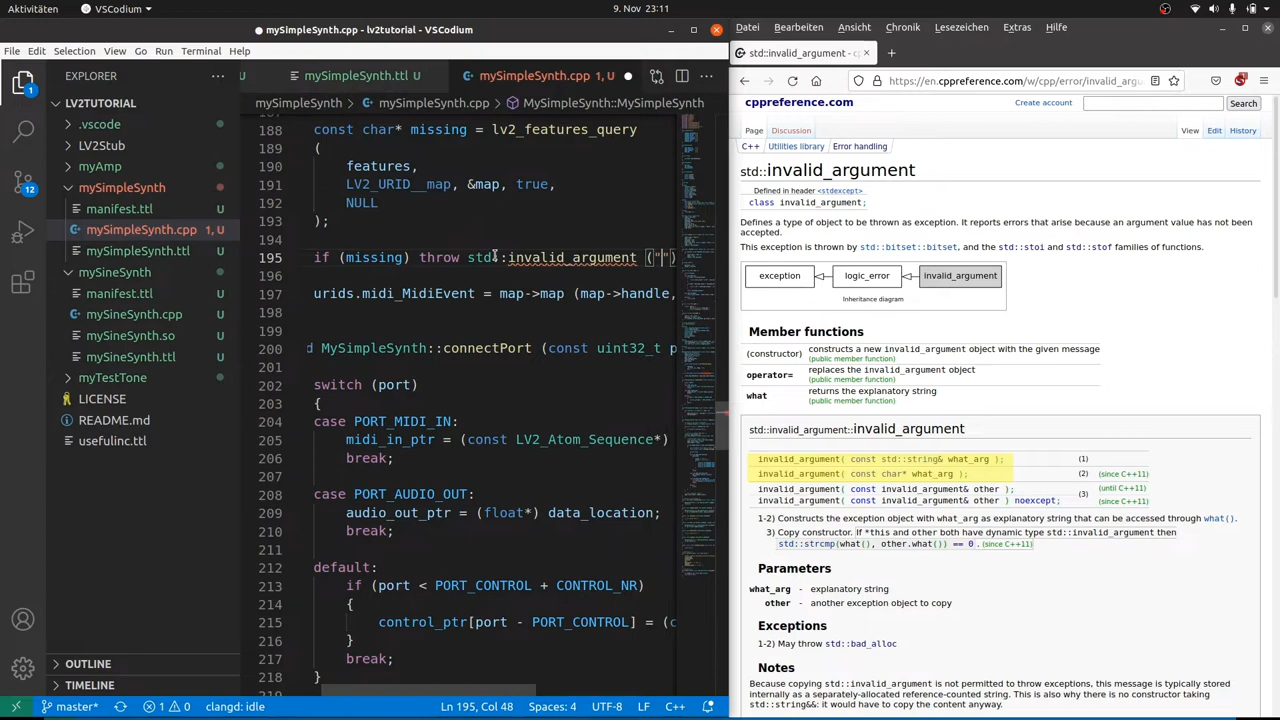 Aktivitäten
VSCodium
9. Nov 23:11
mySimpleSynth.cpp - lv2tutorial - VSCodium
File Edit Selection View Go Run Terminal Help
EXPLORER
LV2TUTORIAL
.vscode
LV2Stub
myAmp
mySimpleSynth
manifest.ttl U
mySimpleSynth.cpp 1, U
mySimpleSynth.ttl U
mySineSynth
manifest.ttl U
mySineSynth.cpp U
mySineSynth.so U
mySineSynth.ttl U
myTestTone
LICENSE
README.md
usefulinc.ttl
OUTLINE
TIMELINE
U mySimpleSynth.ttl U mySimpleSynth.cpp 1, U
mySimpleSynth > mySimpleSynth.cpp > MySimpleSynth::MySimpleSynth
188 const char* missing = lv2_features_query
189 (
190 features,
191 LV2_URID__map, &map, true,
192 NULL
193 );
194
195 if (missing) throw std::invalid_argument ("")
197 urids.midi_MidiEvent = map->map (map->handle,
198
199
200 d MySimpleSynth::connectPort (const uint32_t p
201
202 switch (port)
203 {
204 case PORT_MIDI_IN:
205 midi_in_ptr = (const LV2_Atom_Sequence*)
206 break;
207
208 case PORT_AUDIO_OUT:
209 audio_out_ptr = (float*) data_location;
210 break;
211
212 default:
213 if (port < PORT_CONTROL + CONTROL_NR)
214 {
215 control_ptr[port - PORT_CONTROL] = (c
216 }
217 break;
218 }
219
master* 1 0 clangd: idle Ln 195, Col 48 Spaces: 4 UTF-8 LF C++
1
12
Datei Bearbeiten Ansicht Chronik Lesezeichen Extras Hilfe
std::invalid_argument - c
https://en.cppreference.com/w/cpp/error/invalid_argu
cppreference.com
Create account
Search
Page Discussion
View Edit History
C++ Utilities library Error handling
std::invalid_argument
Defined in header <stdexcept>
class invalid_argument;
Defines a type of object to be thrown as exception. It reports errors that arise because an argument value has not been
accepted.
This exception is thrown by std::bitset::bitset, and the std::stoi and std::stof families of functions.
exception logic_error invalid_argument
Inheritance diagram
Member functions
(constructor) constructs a new invalid_argument object with the given message
(public member function)
operator= replaces the invalid_argument object
(public member function)
what returns the explanatory string
(public member function)
std::invalid_argument::invalid_argument
invalid_argument( const std::string& what_arg ); (1)
invalid_argument( const char* what_arg ); (2) (since C++11)
invalid_argument( const invalid_argument& other ); (3) (until C++11)
invalid_argument( const invalid_argument& other ) noexcept; (since C++11)
1-2) Constructs the exception object with what_arg as explanatory string that can be accessed through what().
3) Copy constructor. If *this and other both have dynamic type std::invalid_argument then
std::strcmp(what(), other.what()) == 0. (since C++11)
Parameters
what_arg - explanatory string
other - another exception object to copy
Exceptions
1-2) May throw std::bad_alloc
Notes
Because copying std::invalid_argument is not permitted to throw exceptions, this message is typically stored
internally as a separately-allocated reference-counted string. This is also why there is no constructor taking
std::string&&: it would have to copy the content anyway.